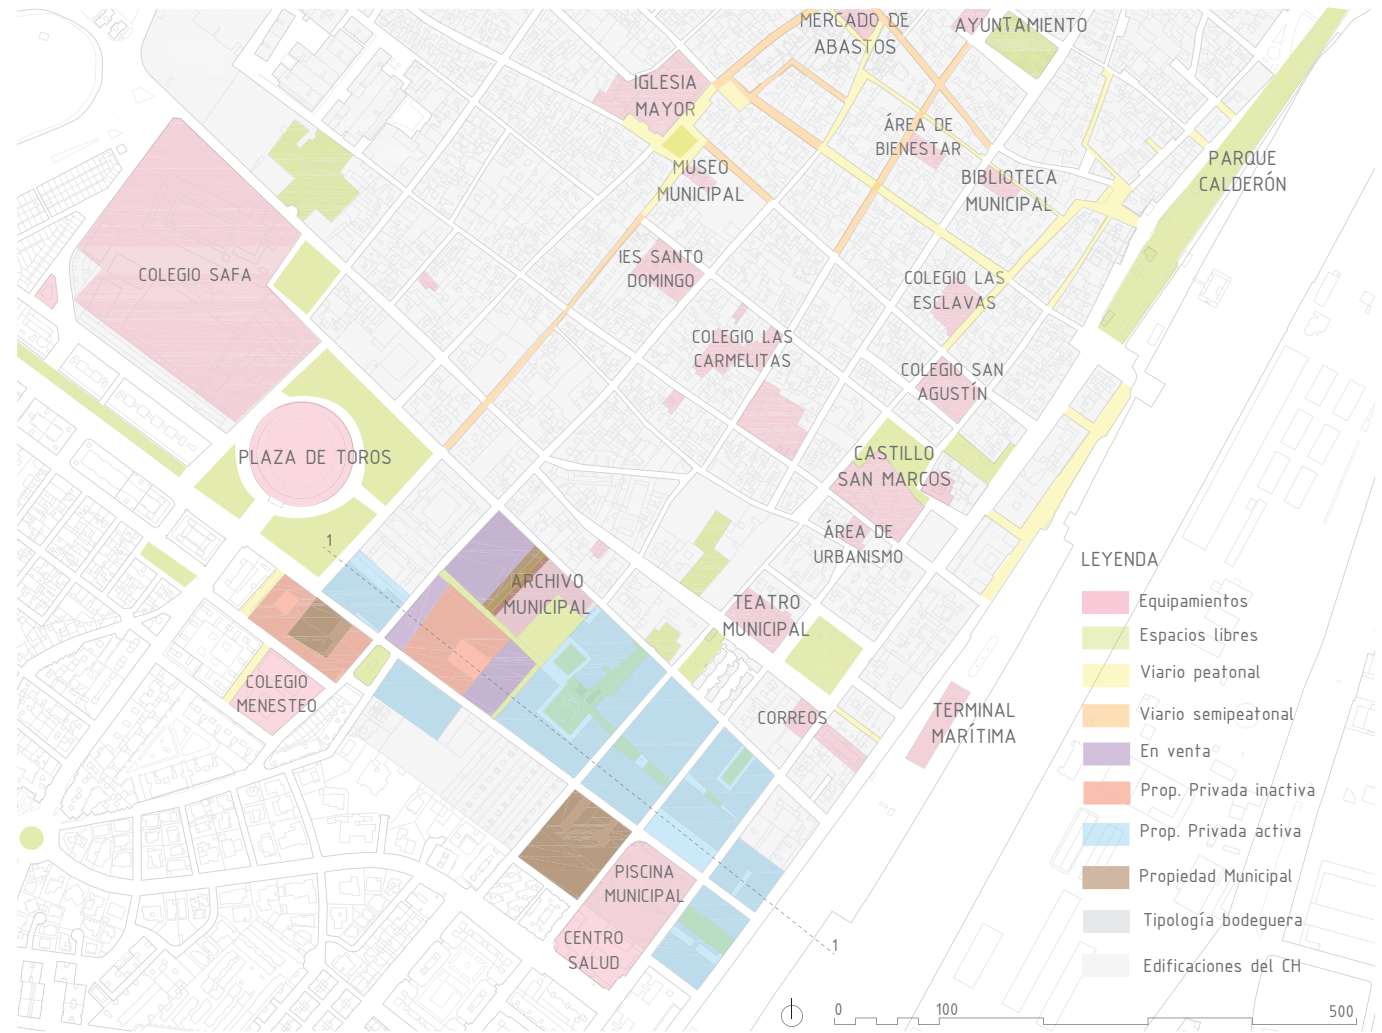 MERCADO DE
ABASTOS
AYUNTAMIENTO
IGLESIA
MAYOR
ÁREA DE
BIENESTAR
PARQUE
CALDERÓN
MUSEO
MUNICIPAL
BIBLIOTECA
MUNICIPAL
COLEGIO SAFA
IES SANTO
DOMINGO
COLEGIO LAS
ESCLAVAS
COLEGIO LAS
CARMELITAS
COLEGIO SAN
AGUSTÍN
PLAZA DE TOROS
CASTILLO
SAN MARCOS
1
ÁREA DE
URBANISMO
ARCHIVO
MUNICIPAL
TEATRO
MUNICIPAL
COLEGIO
MENESTEO
CORREOS
TERMINAL
MARÍTIMA
PISCINA
MUNICIPAL
CENTRO
SALUD
1
LEYENDA
Equipamientos
Espacios libres
Viario peatonal
Viario semipeatonal
En venta
Prop. Privada inactiva
Prop. Privada activa
Propiedad Municipal
Tipología bodeguera
Edificaciones del CH
0 100 500